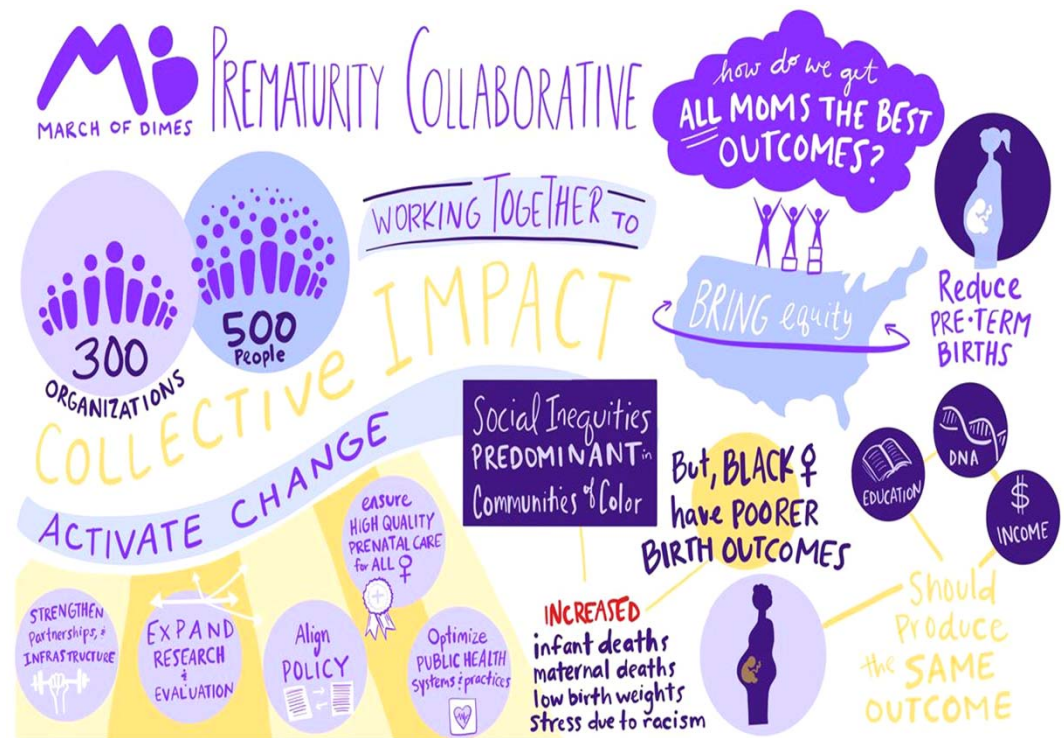 MARCH OF DIMES
PREMATURITY COLLABORATIVE
how do we get
ALL MOMS THE BEST
OUTCOMES?
300
ORGANIZATIONS
500
People
WORKING TOGETHER TO
COLLECTIVE IMPACT
BRING equity
Reduce
PRE-TERM
BIRTHS
ACTIVATE CHANGE
STRENGTHEN
Partnerships, &
INFRASTRUCTURE
EXPAND
RESEARCH
&
EVALUATION
Align
POLICY
ensure
HIGH QUALITY
PRENATAL CARE
for ALL ♀
Optimize
PUBLIC HEALTH
systems & practices
Social Inequities
PREDOMINANT in
Communities of Color
INCREASED
infant deaths
maternal deaths
low birth weights
Stress due to racism
But, BLACK ♀
have POORER
BIRTH OUTCOMES
EDUCATION
DNA
$
INCOME
Should
Produce
the SAME
OUTCOME